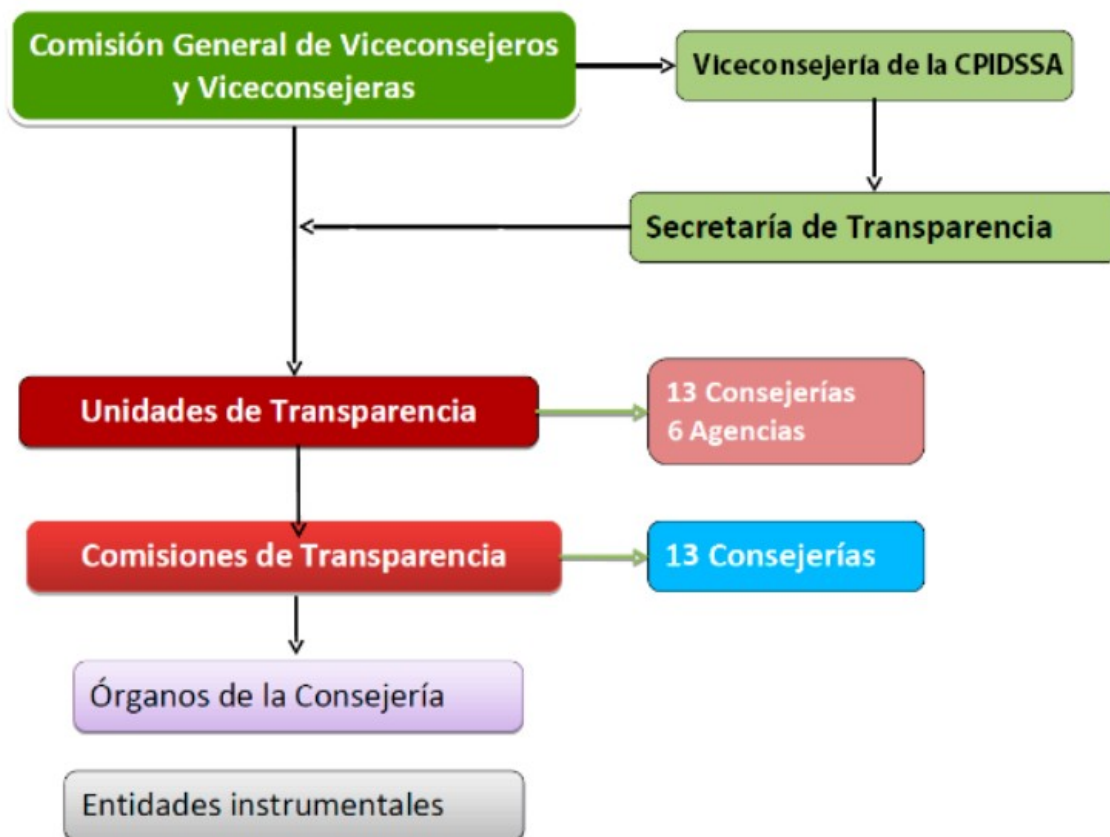 Comisión General de Viceconsejeros
y Viceconsejeras
Viceconsejería de la CPIDSSA
Secretaría de Transparencia
Unidades de Transparencia
13 Consejerías
6 Agencias
Comisiones de Transparencia
13 Consejerías
Órganos de la Consejería
Entidades instrumentales